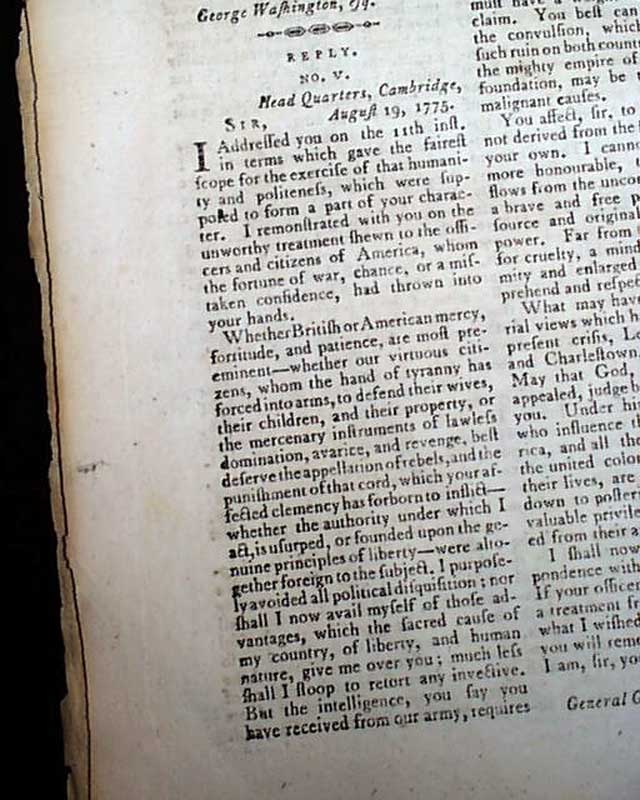 George Waſhington, Eſq.
REPLY.
NO. V.
Head Quarters, Cambridge,
Auguſt 19, 1775.
SIR,
I Addreſſed you on the 11th inſt.
in terms which gave the faireſt
ſcope for the exerciſe of that humani-
ty and politeneſs, which were ſup-
poſed to form a part of your charac-
ter. I remonſtrated with you on the
unworthy treatment ſhewn to the offi-
cers and citizens of America, whom
the fortune of war, chance, or a miſ-
taken confidence, had thrown into
your hands.
Whether Britiſh or American mercy,
fortitude, and patience, are moſt pre-
eminent—whether our virtuous citi-
zens, whom the hand of tyranny has
forced into arms, to defend their wives,
their children, and their property, or
the mercenary inſtruments of lawleſs
domination, avarice, and revenge, beſt
deſerve the appellation of rebels, and the
puniſhment of that cord, which your af-
fected clemency has forborn to inflict—
whether the authority under which I
act, is uſurped, or founded upon the ge-
nuine principles of liberty—were alto-
gether foreign to the ſubject. I purpoſe-
ly avoided all political diſquiſition; nor
ſhall I now avail myſelf of thoſe ad-
vantages, which the ſacred cauſe of
my country, of liberty, and human
nature, give me over you; much leſs
ſhall I ſtoop to retort any invective.
But the intelligence, you ſay you
have received from our army, requires
muſt have a
claim. You beſt can
the convulſion, which
ſuch ruin on both count
the mighty empire of
foundation, may be
malignant cauſes.
You affect, ſir, to
not derived from the
your own. I canno
more honourable,
flows from the uncor
a brave and free p
ſource and origina
power. Far from
for cruelty, a mind
mity and enlarged
prehend and reſpect
What may have
rial views which h
preſent criſis, Le
and Charleſtown
May that God,
appealed, judge b
you. Under hi
who influence th
rica, and all the
the united colo
their lives, are
down to poſter
valuable privile
ed from their a
I ſhall now
pondence with
If your officer
a treatment fr
what I wiſhed
you will reme
I am, ſir, yo
General G